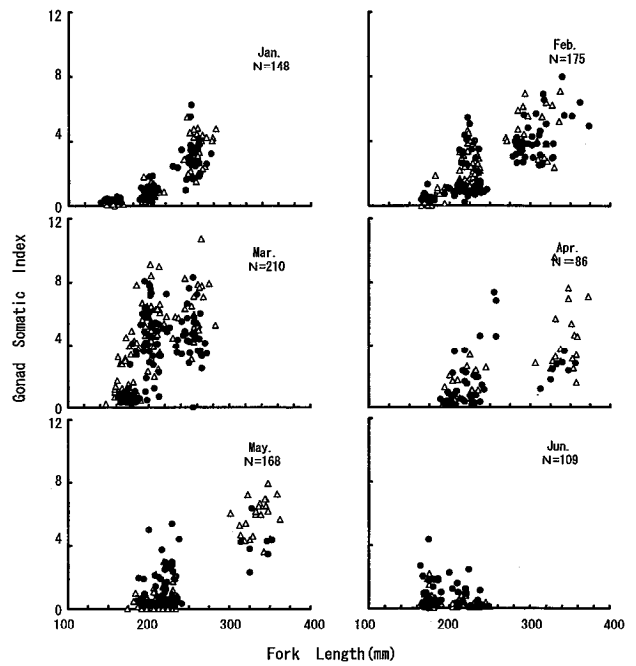 12
8
4
0
Jan.
N=148
Feb.
N=175
12
8
4
0
Mar.
N=210
Apr.
N=86
12
8
4
0
May.
N=168
Jun.
N=109
100 200 300 400 100 200 300 400
Gonad Somatic Index
Fork Length(mm)